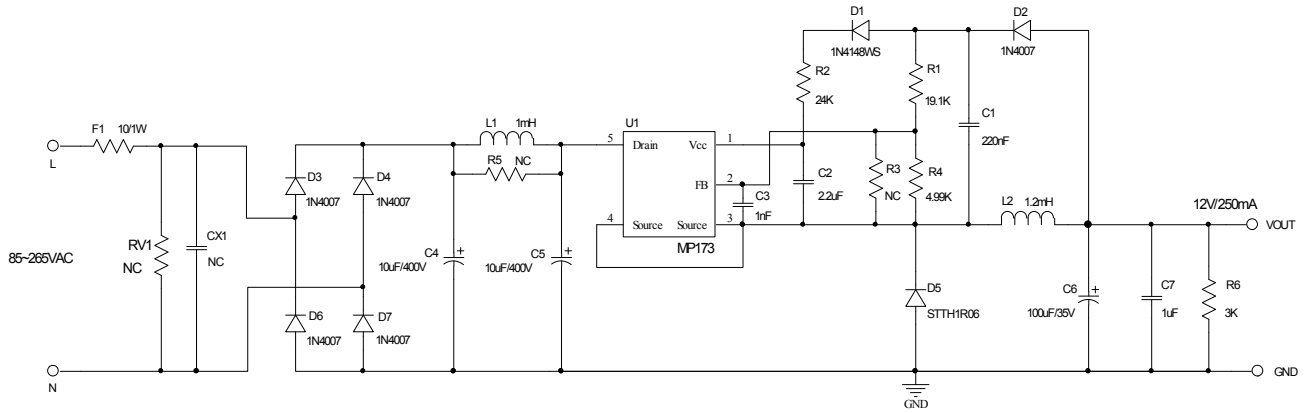 D1
1N4148WS
D2
1N4007
R2
24K
R1
19.1K
C1
220nF
F1 10/1W
L
L1 1mH
R5 NC
U1
5 Drain Vcc 1
FB 2
4 Source Source 3
MP173
C3
1nF
C2
2.2uF
R3
NC
R4
4.99K
L2 1.2mH
12V/250mA
VOUT
D3
1N4007
D4
1N4007
85~265VAC
RV1
NC
CX1
NC
C4
10uF/400V
+
C5
10uF/400V
+
D5
STTH1R06
C6
100uF/35V
+
C7
1uF
R6
3K
D6
1N4007
D7
1N4007
N
GND
GND